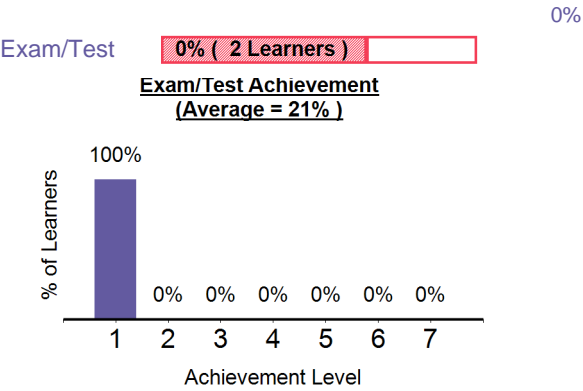 0%
Exam/Test 0% ( 2 Learners )
Exam/Test Achievement
(Average = 21% )
100%
% of Learners
0% 0% 0% 0% 0% 0%
1 2 3 4 5 6 7
Achievement Level